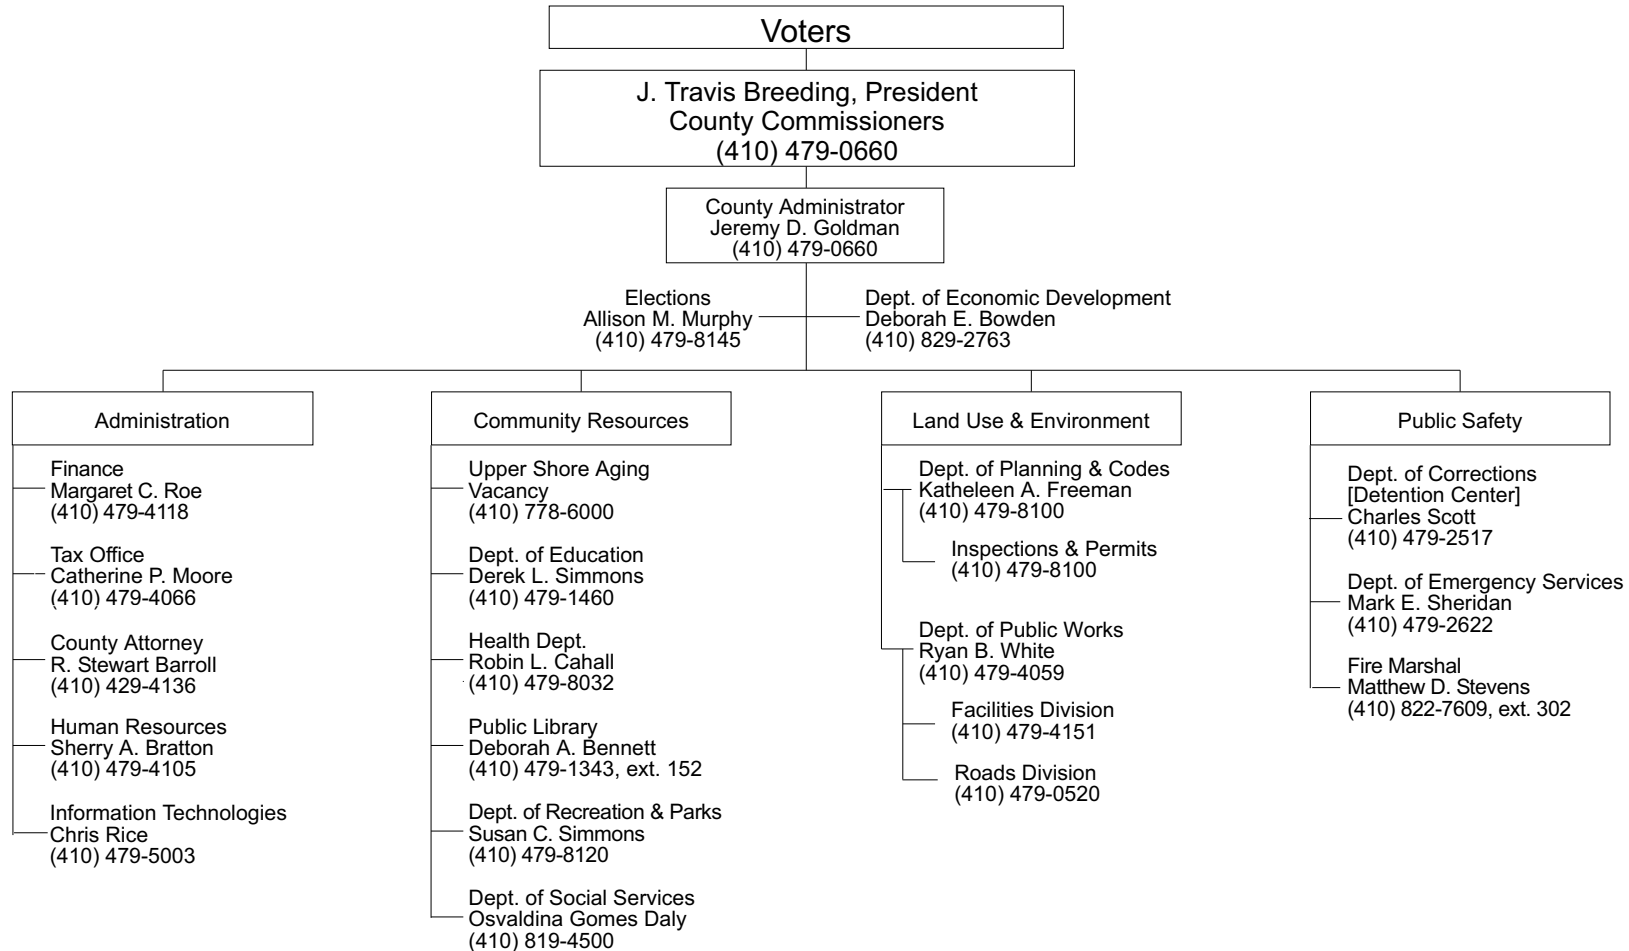 Voters
J. Travis Breeding, President
County Commissioners
(410) 479-0660
County Administrator
Jeremy D. Goldman
(410) 479-0660
Elections
Allison M. Murphy
(410) 479-8145
Dept. of Economic Development
Deborah E. Bowden
(410) 829-2763
Administration
Finance
Margaret C. Roe
(410) 479-4118
Tax Office
Catherine P. Moore
(410) 479-4066
County Attorney
R. Stewart Barroll
(410) 429-4136
Human Resources
Sherry A. Bratton
(410) 479-4105
Information Technologies
Chris Rice
(410) 479-5003
Community Resources
Upper Shore Aging
Vacancy
(410) 778-6000
Dept. of Education
Derek L. Simmons
(410) 479-1460
Health Dept.
Robin L. Cahall
(410) 479-8032
Public Library
Deborah A. Bennett
(410) 479-1343, ext. 152
Dept. of Recreation & Parks
Susan C. Simmons
(410) 479-8120
Dept. of Social Services
Osvaldina Gomes Daly
(410) 819-4500
Land Use & Environment
Dept. of Planning & Codes
Katheleen A. Freeman
(410) 479-8100
Inspections & Permits
(410) 479-8100
Dept. of Public Works
Ryan B. White
(410) 479-4059
Facilities Division
(410) 479-4151
Roads Division
(410) 479-0520
Public Safety
Dept. of Corrections
[Detention Center]
Charles Scott
(410) 479-2517
Dept. of Emergency Services
Mark E. Sheridan
(410) 479-2622
Fire Marshal
Matthew D. Stevens
(410) 822-7609, ext. 302